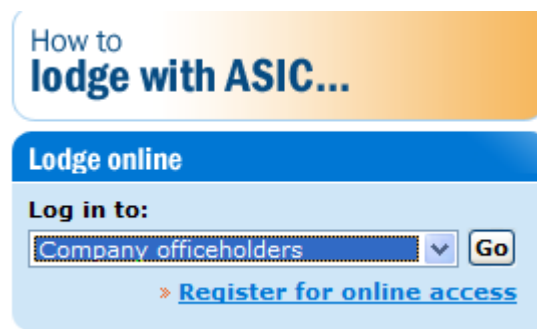 How to
lodge with ASIC...
Lodge online
Log in to:
Company officeholders
Go
» Register for online access